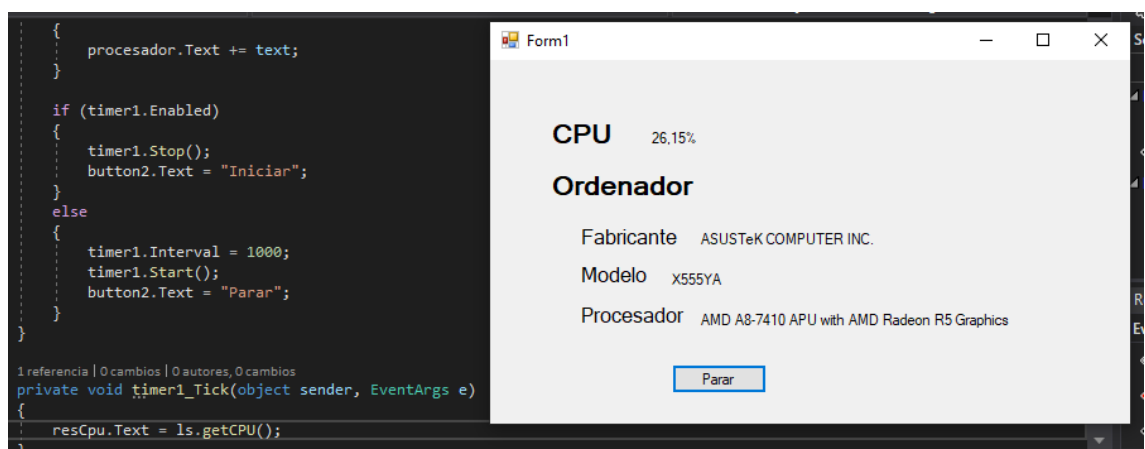 {
procesador.Text += text;
}
if (timer1.Enabled)
{
timer1.Stop();
button2.Text = "Iniciar";
}
else
{
timer1.Interval = 1000;
timer1.Start();
button2.Text = "Parar";
}
}
1 referencia | 0 cambios | 0 autores, 0 cambios
private void timer1_Tick(object sender, EventArgs e)
{
resCpu.Text = ls.getCPU();
Form1
CPU 26,15%
Ordenador
Fabricante ASUSTeK COMPUTER INC.
Modelo X555YA
Procesador AMD A8-7410 APU with AMD Radeon R5 Graphics
Parar